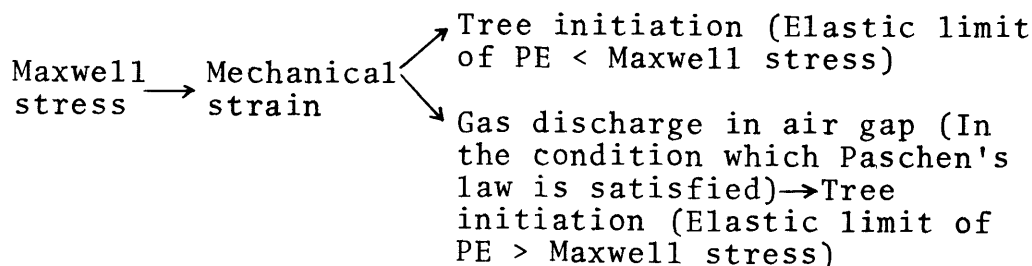 Tree initiation (Elastic limit
of PE < Maxwell stress)
Maxwell → Mechanical
stress strain
Gas discharge in air gap (In
the condition which Paschen's
law is satisfied)→Tree
initiation (Elastic limit of
PE > Maxwell stress)